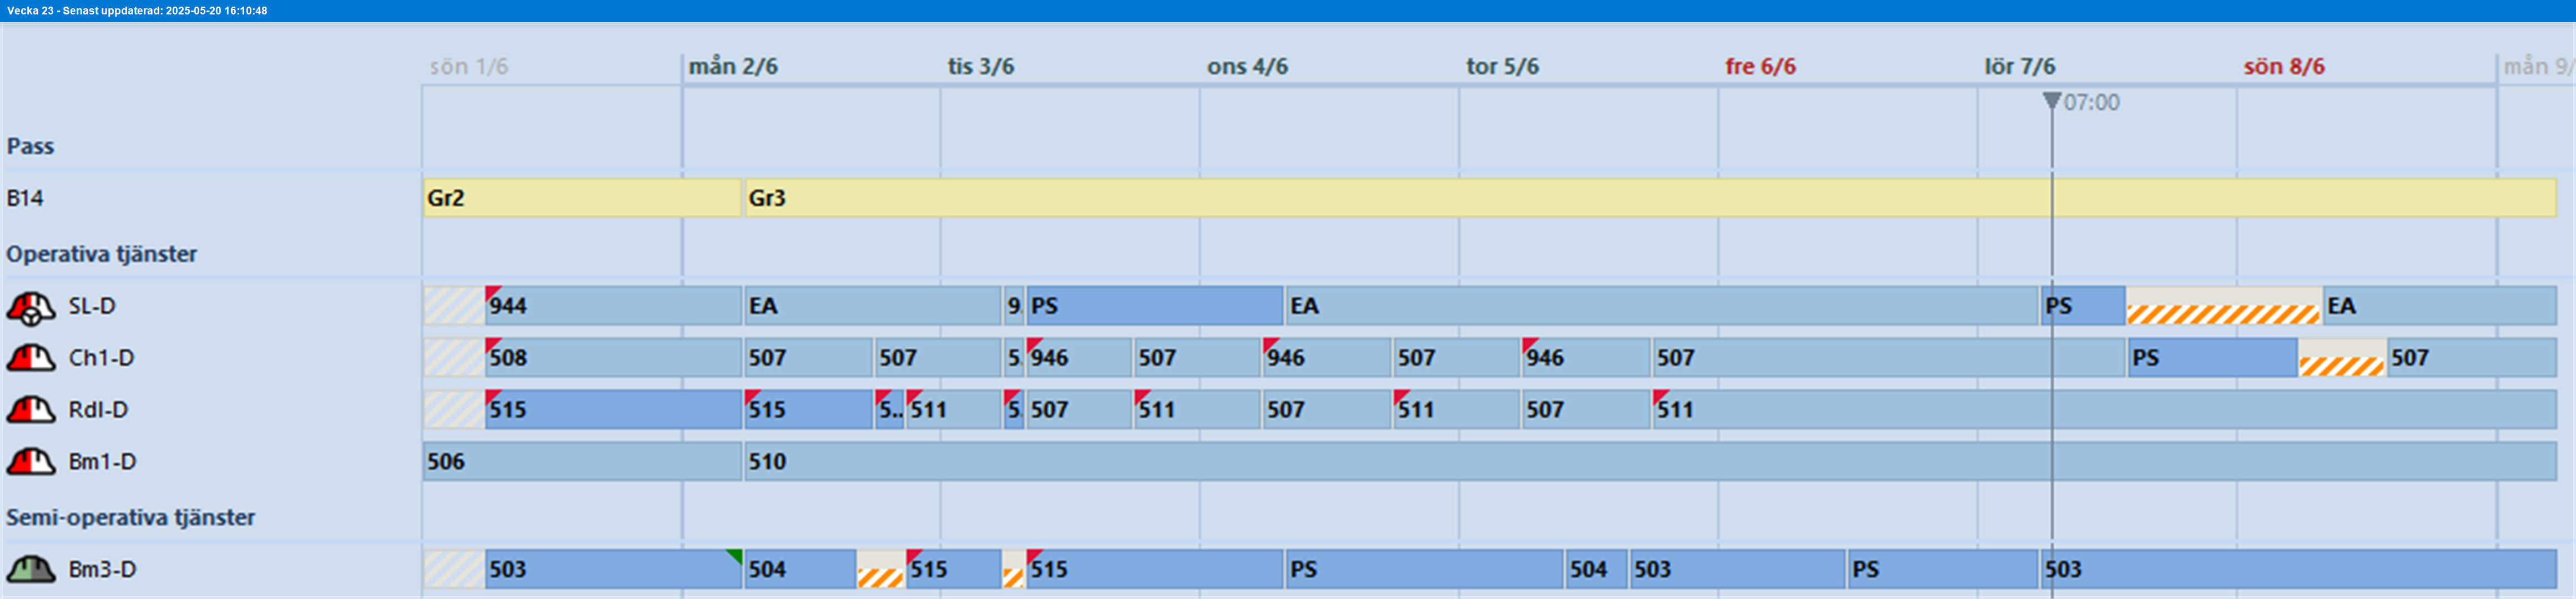 Vecka 23 - Senast uppdaterad: 2025-05-20 16:10:48
sön 1/6 mån 2/6 tis 3/6 ons 4/6 tor 5/6 fre 6/6 lör 7/6 sön 8/6 mån 9/
07:00
Pass
B14 Gr2 Gr3
Operativa tjänster
SL-D 944 EA 9. PS EA PS EA
Ch1-D 508 507 507 5. 946 507 946 507 946 507 PS 507
Rdl-D 515 515 5.. 511 5. 507 511 507 511 507 511
Bm1-D 506 510
Semi-operativa tjänster
Bm3-D 503 504 515 515 PS 504 503 PS 503